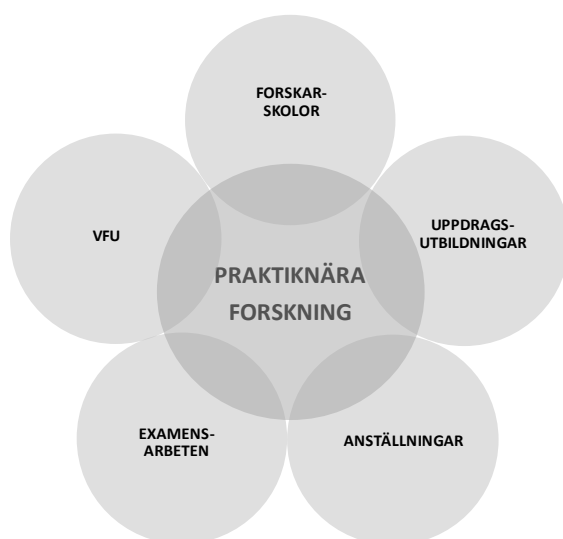 FORSKAR-
SKOLOR
VFU
UPPDRAGS-
UTBILDNINGAR
PRAKTIKNÄRA
FORSKNING
EXAMENS-
ARBETEN
ANSTÄLLNINGAR